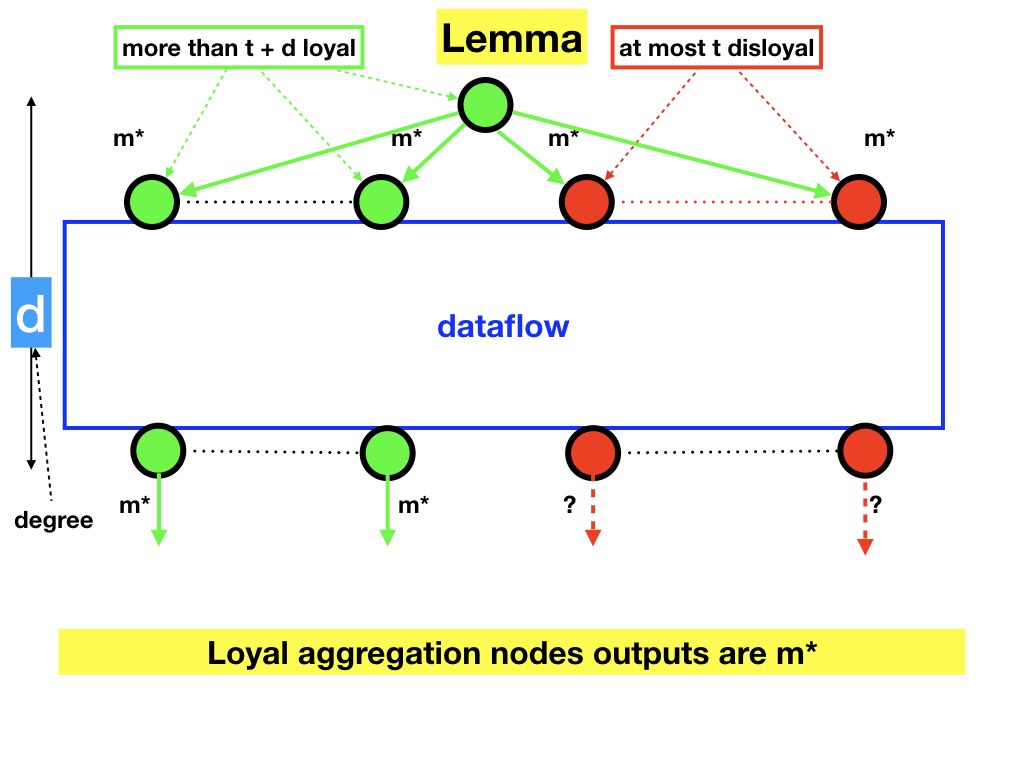 Lemma
more than t + d loyal
at most t disloyal
m*
m*
m*
m*
dataflow
d
m*
m*
?
?
degree
Loyal aggregation nodes outputs are m*